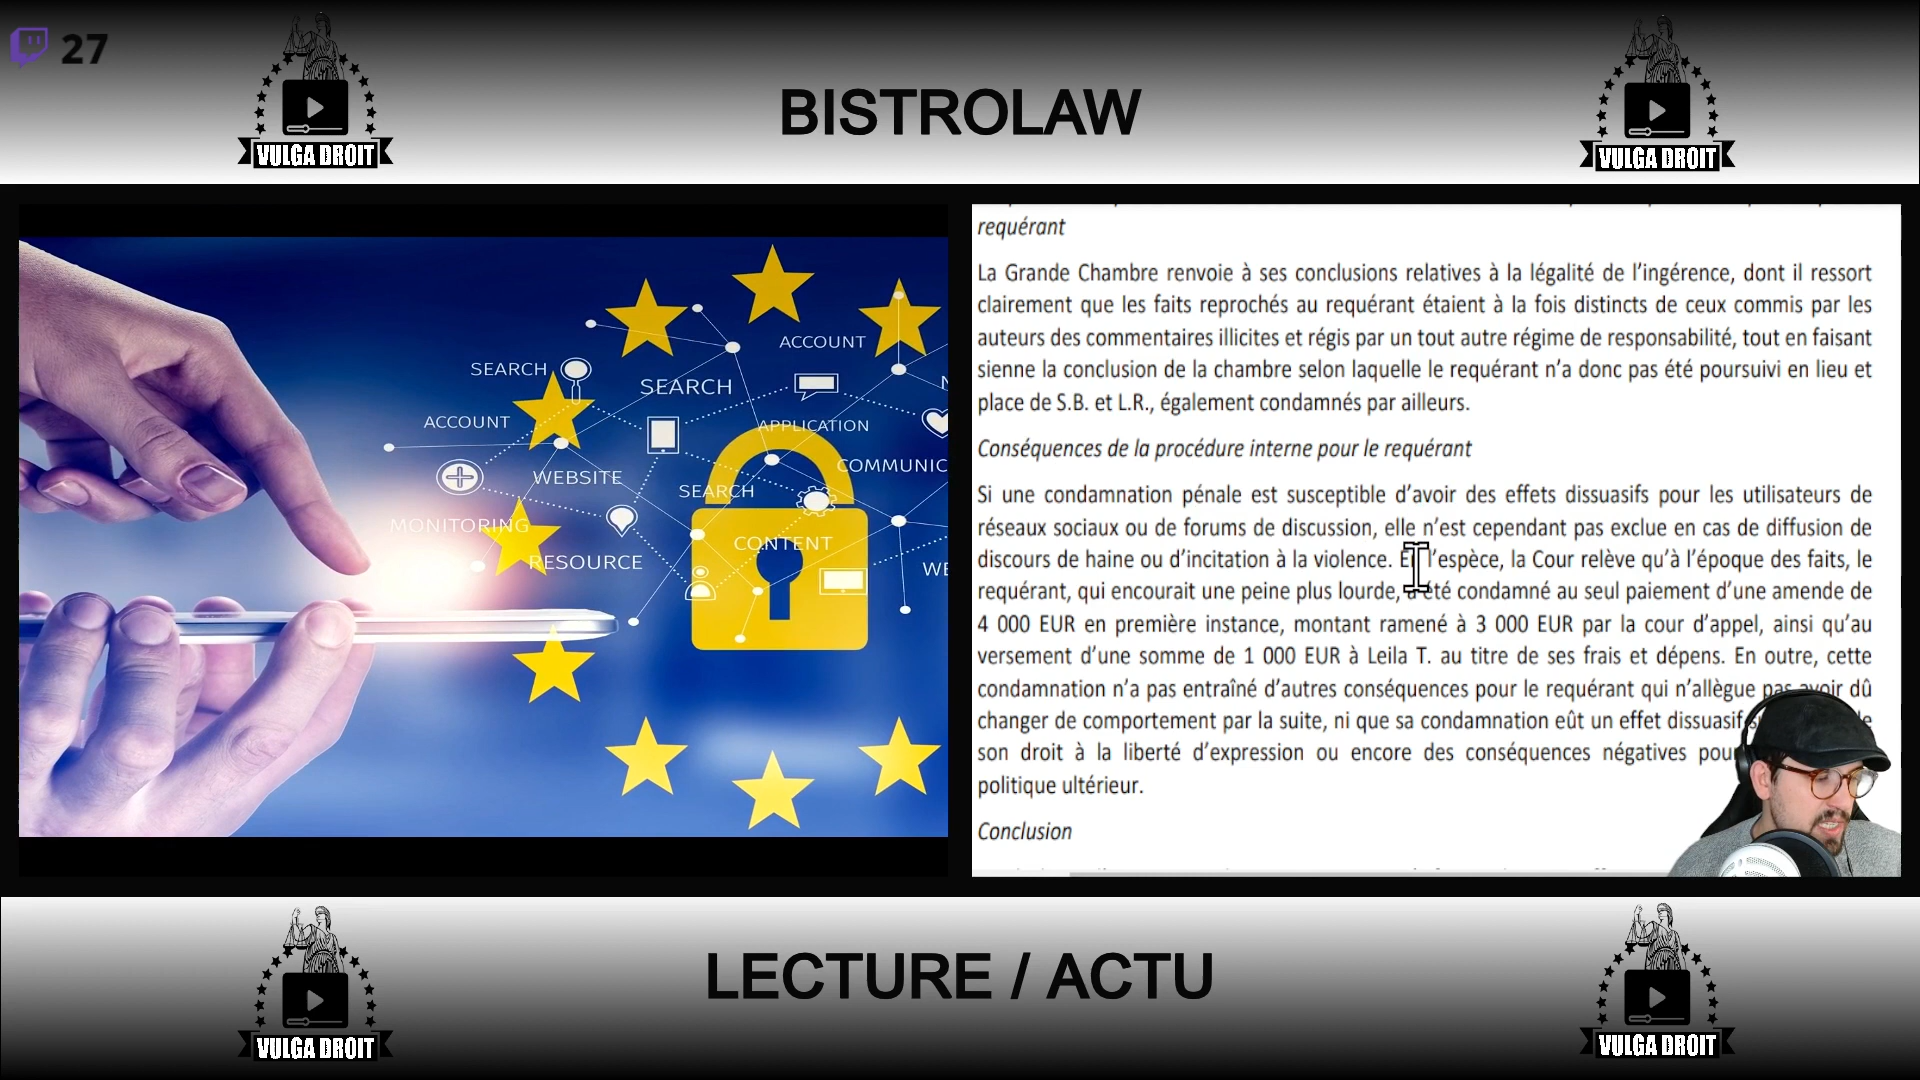 27
BISTROLAW
VULGA DROIT
VULGA DROIT
SEARCH
ACCOUNT
SEARCH
ACCOUNT
APPLICATION
COMMUNIC
WEBSITE
SEARCH
MONITORING
CONTENT
RESOURCE
WE
requérant
La Grande Chambre renvoie à ses conclusions relatives à la légalité de l’ingérence, dont il ressort
clairement que les faits reprochés au requérant étaient à la fois distincts de ceux commis par les
auteurs des commentaires illicites et régis par un tout autre régime de responsabilité, tout en faisant
sienne la conclusion de la chambre selon laquelle le requérant n’a donc pas été poursuivi en lieu et
place de S.B. et L.R., également condamnés par ailleurs.
Conséquences de la procédure interne pour le requérant
Si une condamnation pénale est susceptible d’avoir des effets dissuasifs pour les utilisateurs de
réseaux sociaux ou de forums de discussion, elle n’est cependant pas exclue en cas de diffusion de
discours de haine ou d’incitation à la violence. En l’espèce, la Cour relève qu’à l’époque des faits, le
requérant, qui encourait une peine plus lourde, a été condamné au seul paiement d’une amende de
4 000 EUR en première instance, montant ramené à 3 000 EUR par la cour d’appel, ainsi qu’au
versement d’une somme de 1 000 EUR à Leila T. au titre de ses frais et dépens. En outre, cette
condamnation n’a pas entraîné d’autres conséquences pour le requérant qui n’allègue pas avoir dû
changer de comportement par la suite, ni que sa condamnation eût un effet dissuasif
son droit à la liberté d’expression ou encore des conséquences négatives pour
politique ultérieur.
Conclusion
LECTURE / ACTU
VULGA DROIT
VULGA DROIT